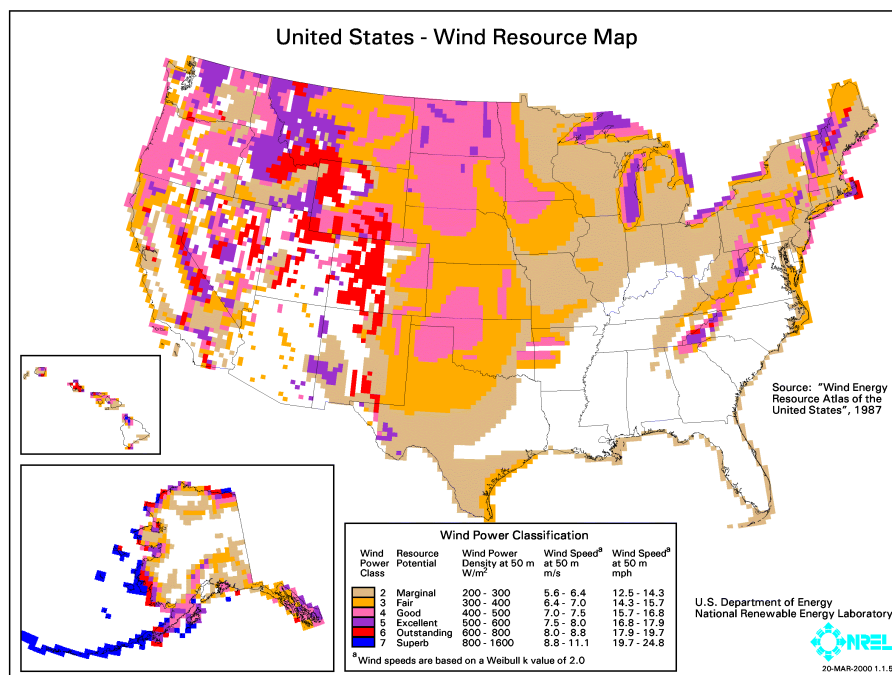 United States - Wind Resource Map
Source: "Wind Energy
Resource Atlas of the
United States", 1987
Wind Power Classification
Wind Power Class Resource Potential Wind Power Density at 50 m W/m² Wind Speedᵃ at 50 m m/s Wind Speedᵃ at 50 m mph
2 Marginal 200 - 300 5.6 - 6.4 12.5 - 14.3
3 Fair 300 - 400 6.4 - 7.0 14.3 - 15.7
4 Good 400 - 500 7.0 - 7.5 15.7 - 16.8
5 Excellent 500 - 600 7.5 - 8.0 16.8 - 17.9
6 Outstanding 600 - 800 8.0 - 8.8 17.9 - 19.7
7 Superb 800 - 1600 8.8 - 11.1 19.7 - 24.8
ᵃ Wind speeds are based on a Weibull k value of 2.0
U.S. Department of Energy
National Renewable Energy Laboratory
NREL
20-MAR-2000 1.1.5